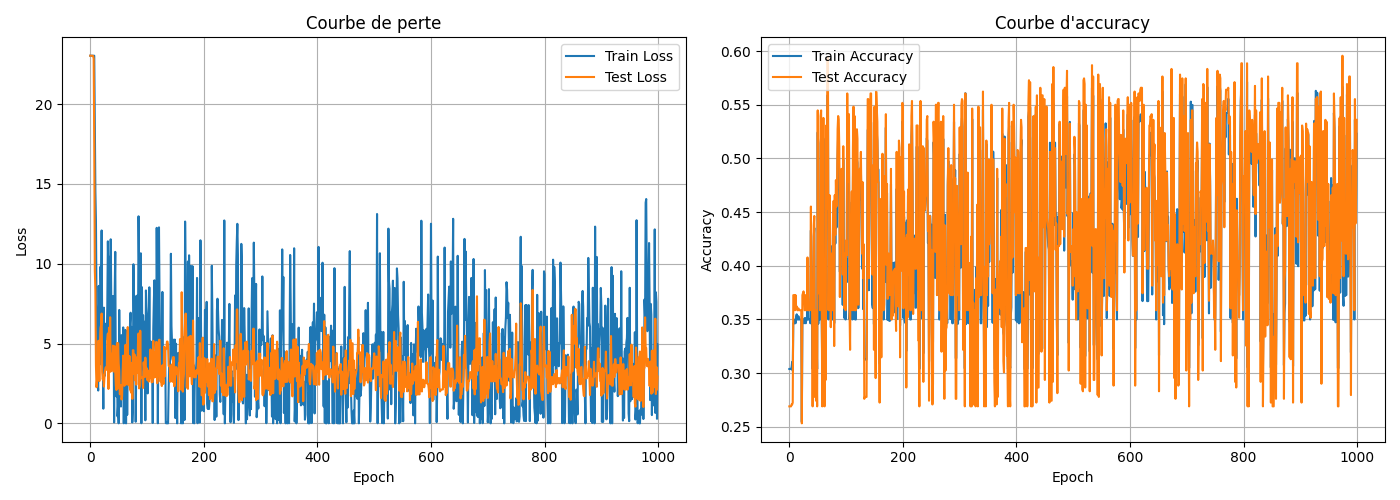 Courbe de perte
Train Loss
Test Loss
20
15
10
5
0
Loss
0
200
400
600
800
1000
Epoch
Courbe d'accuracy
Train Accuracy
Test Accuracy
0.60
0.55
0.50
0.45
0.40
0.35
0.30
0.25
Accuracy
0
200
400
600
800
1000
Epoch